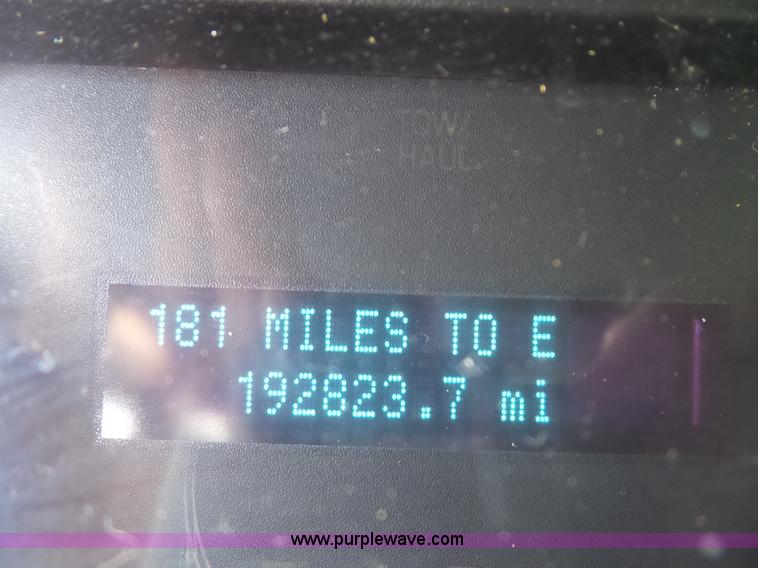 TOW/
HAUL
181 MILES TO E
192823.7 mi
www.purplewave.com